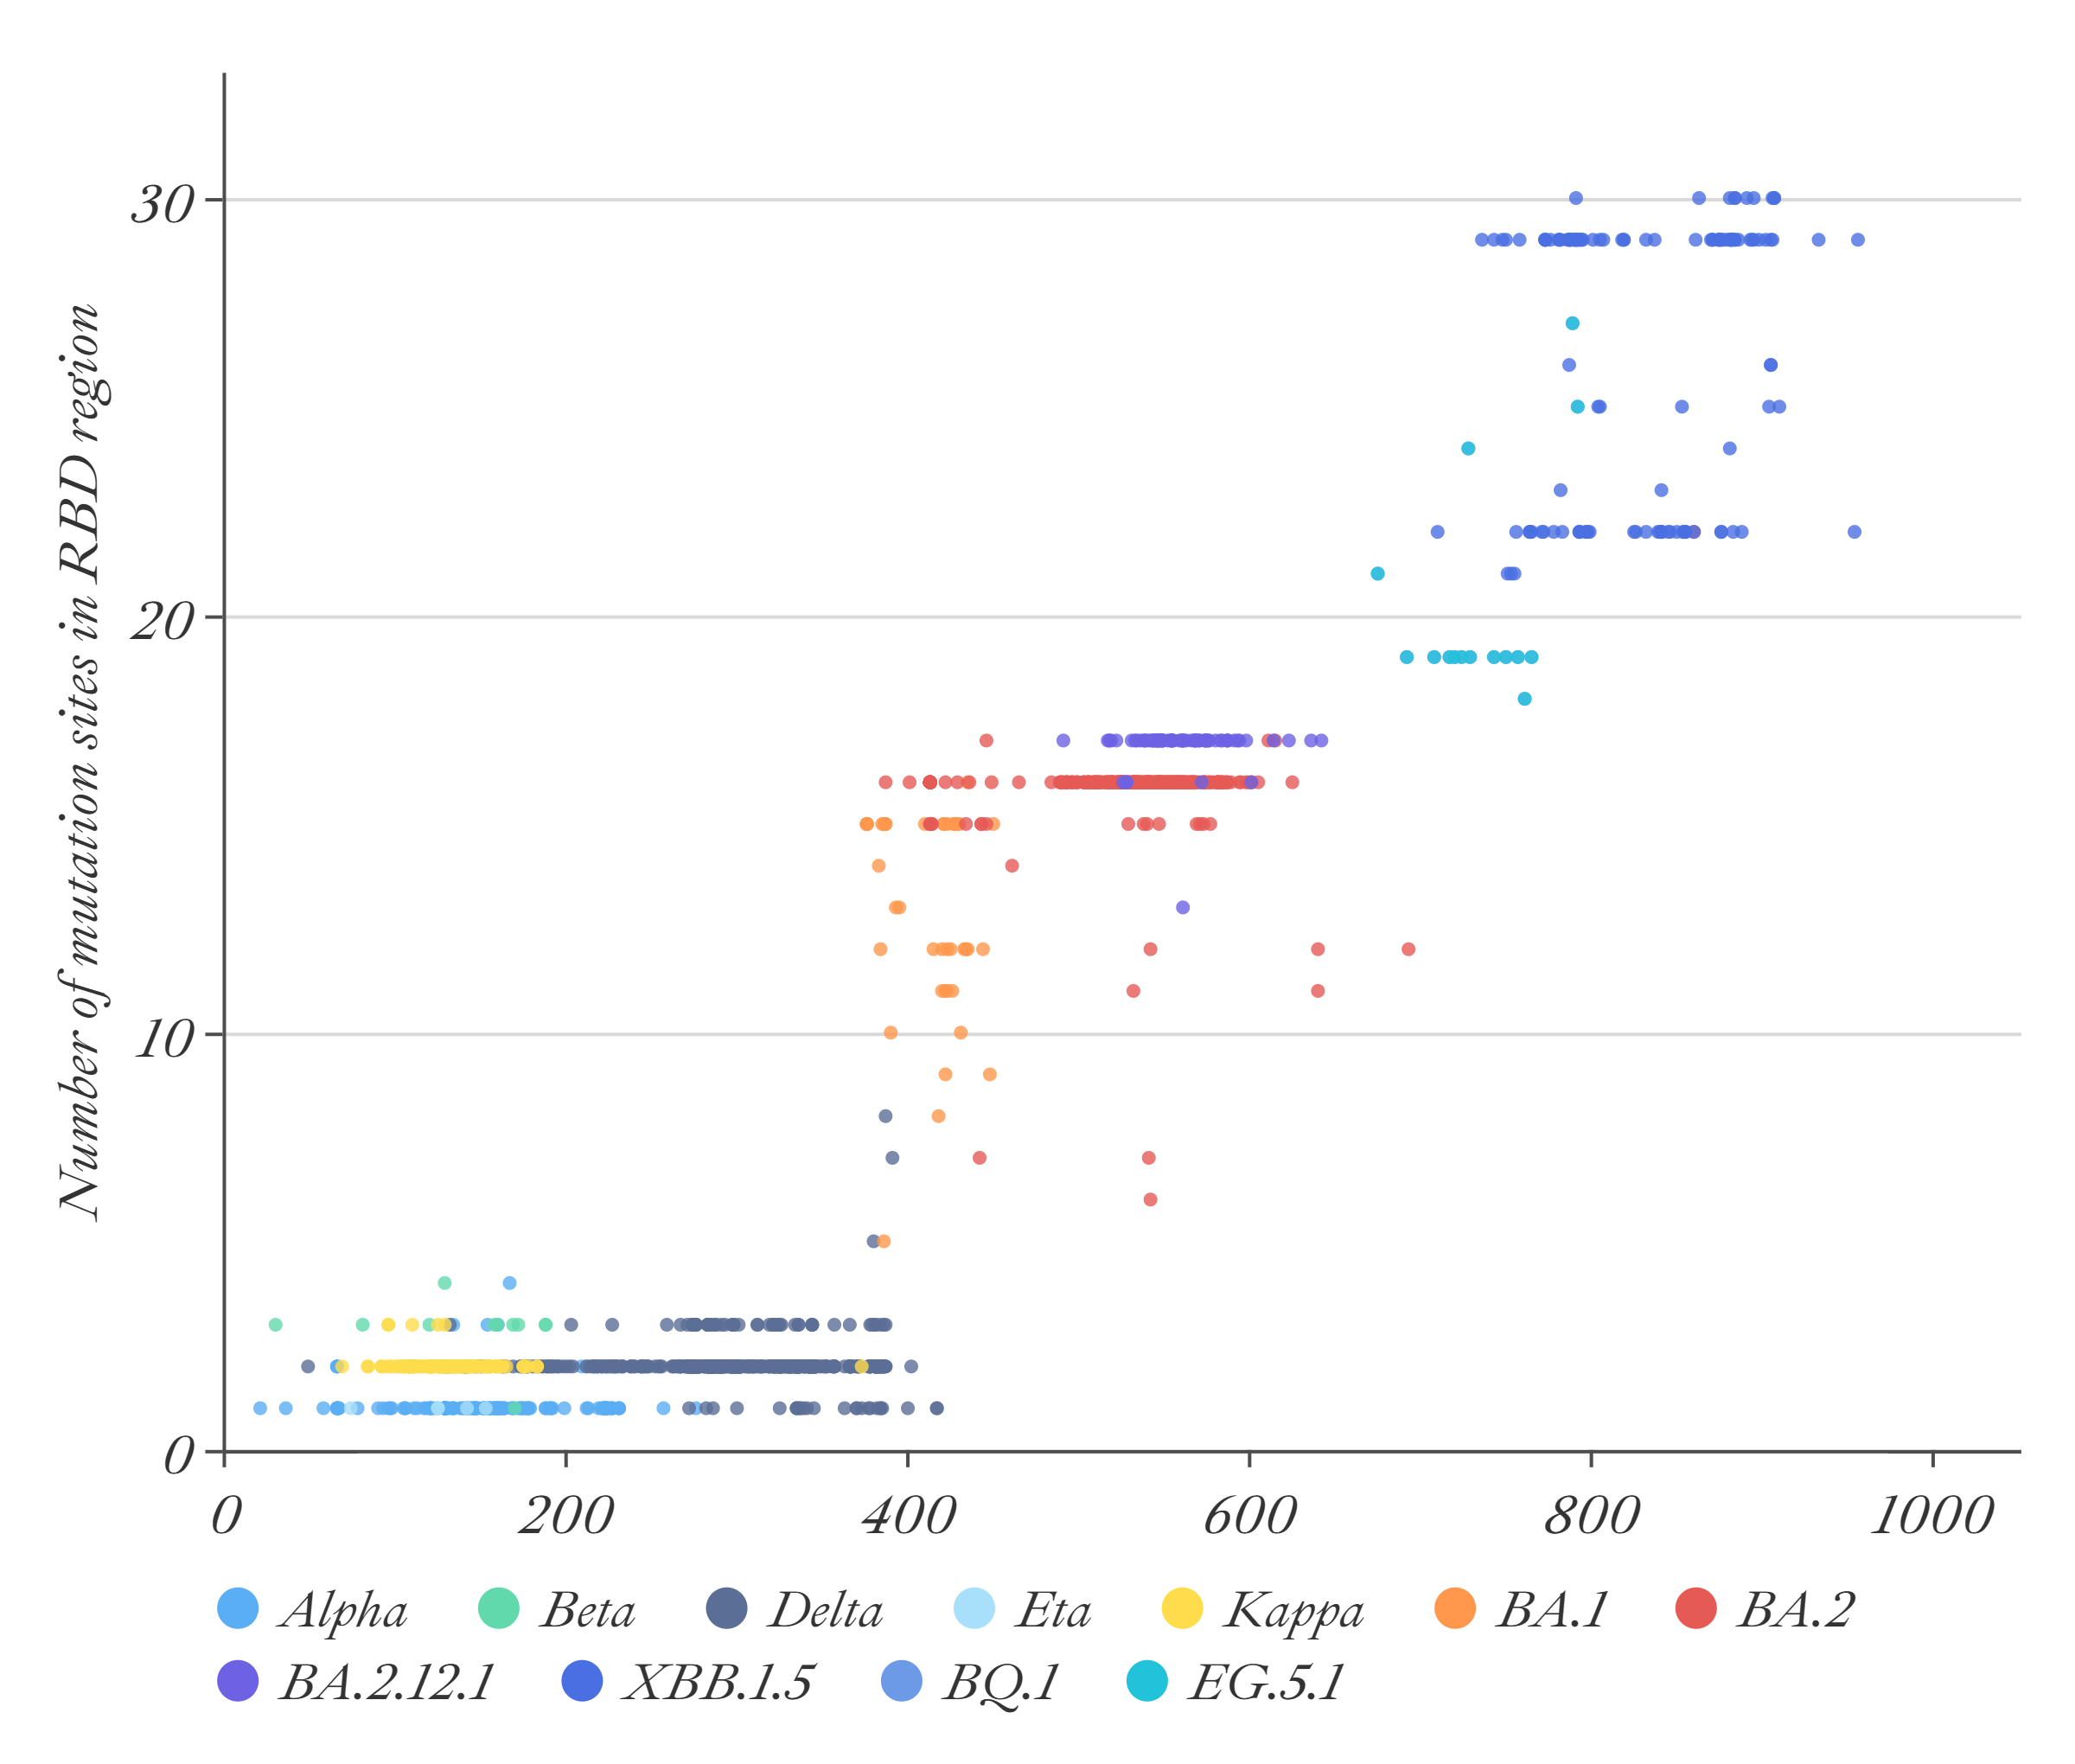 Number of mutation sites in RBD region
30
20
10
0
0 200 400 600 800 1000
Alpha Beta Delta Eta Kappa BA.1 BA.2
BA.2.12.1 XBB.1.5 BQ.1 EG.5.1